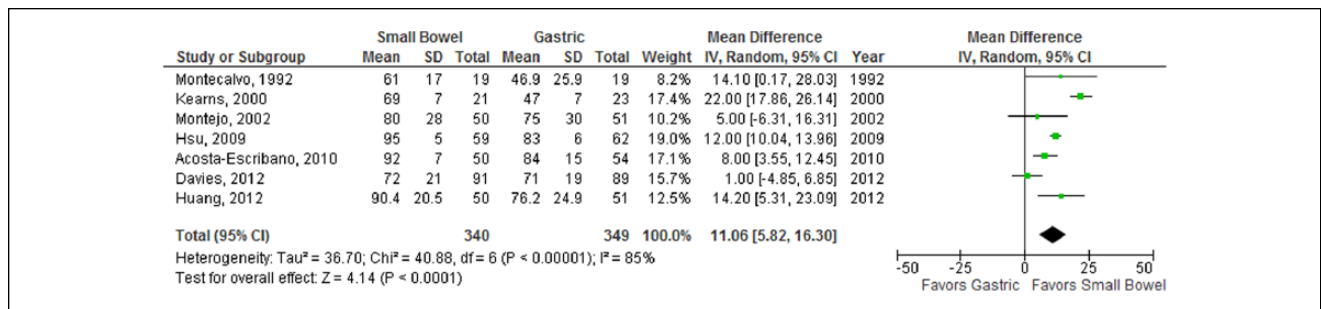 Small Bowel Gastric Mean Difference Mean Difference
Study or Subgroup Mean SD Total Mean SD Total Weight IV, Random, 95% CI Year IV, Random, 95% CI
Montecalvo, 1992 61 17 19 46.9 25.9 19 8.2% 14.10 [0.17, 28.03] 1992
Kearns, 2000 69 7 21 47 7 23 17.4% 22.00 [17.86, 26.14] 2000
Montejo, 2002 80 28 50 75 30 51 10.2% 5.00 [-6.31, 16.31] 2002
Hsu, 2009 95 5 59 83 6 62 19.0% 12.00 [10.04, 13.96] 2009
Acosta-Escribano, 2010 92 7 50 84 15 54 17.1% 8.00 [3.55, 12.45] 2010
Davies, 2012 72 21 91 71 19 89 15.7% 1.00 [-4.85, 6.85] 2012
Huang, 2012 90.4 20.5 50 76.2 24.9 51 12.5% 14.20 [5.31, 23.09] 2012
Total (95% CI) 340 349 100.0% 11.06 [5.82, 16.30]
Heterogeneity: Tau² = 36.70; Chi² = 40.88, df = 6 (P < 0.00001); I² = 85%
Test for overall effect: Z = 4.14 (P < 0.0001)
-50 -25 0 25 50
Favors Gastric Favors Small Bowel